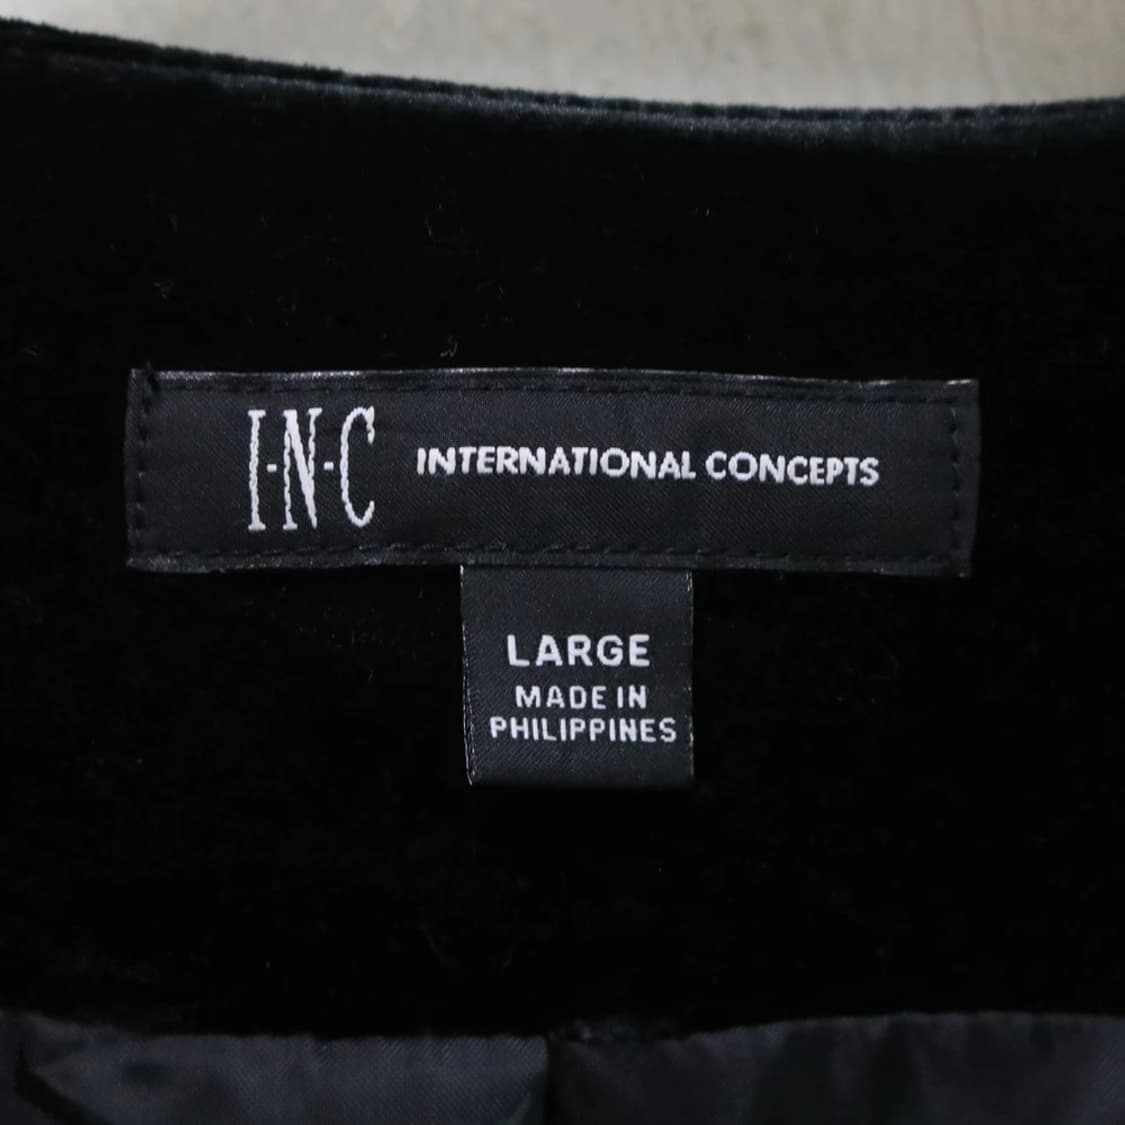 I·N·C INTERNATIONAL CONCEPTS
LARGE
MADE IN
PHILIPPINES